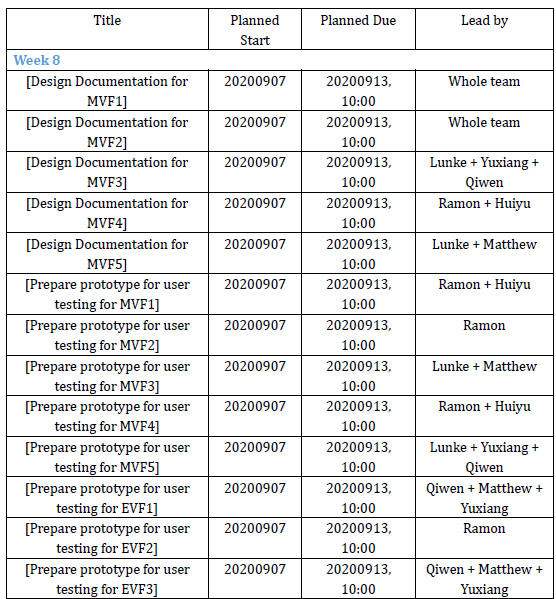 Title Planned Start Planned Due Lead by
Week 8
[Design Documentation for MVF1] 20200907 20200913, 10:00 Whole team
[Design Documentation for MVF2] 20200907 20200913, 10:00 Whole team
[Design Documentation for MVF3] 20200907 20200913, 10:00 Lunke + Yuxiang + Qiwen
[Design Documentation for MVF4] 20200907 20200913, 10:00 Ramon + Huiyu
[Design Documentation for MVF5] 20200907 20200913, 10:00 Lunke + Matthew
[Prepare prototype for user testing for MVF1] 20200907 20200913, 10:00 Ramon + Huiyu
[Prepare prototype for user testing for MVF2] 20200907 20200913, 10:00 Ramon
[Prepare prototype for user testing for MVF3] 20200907 20200913, 10:00 Lunke + Matthew
[Prepare prototype for user testing for MVF4] 20200907 20200913, 10:00 Ramon + Huiyu
[Prepare prototype for user testing for MVF5] 20200907 20200913, 10:00 Lunke + Yuxiang + Qiwen
[Prepare prototype for user testing for EVF1] 20200907 20200913, 10:00 Qiwen + Matthew + Yuxiang
[Prepare prototype for user testing for EVF2] 20200907 20200913, 10:00 Ramon
[Prepare prototype for user testing for EVF3] 20200907 20200913, 10:00 Qiwen + Matthew + Yuxiang